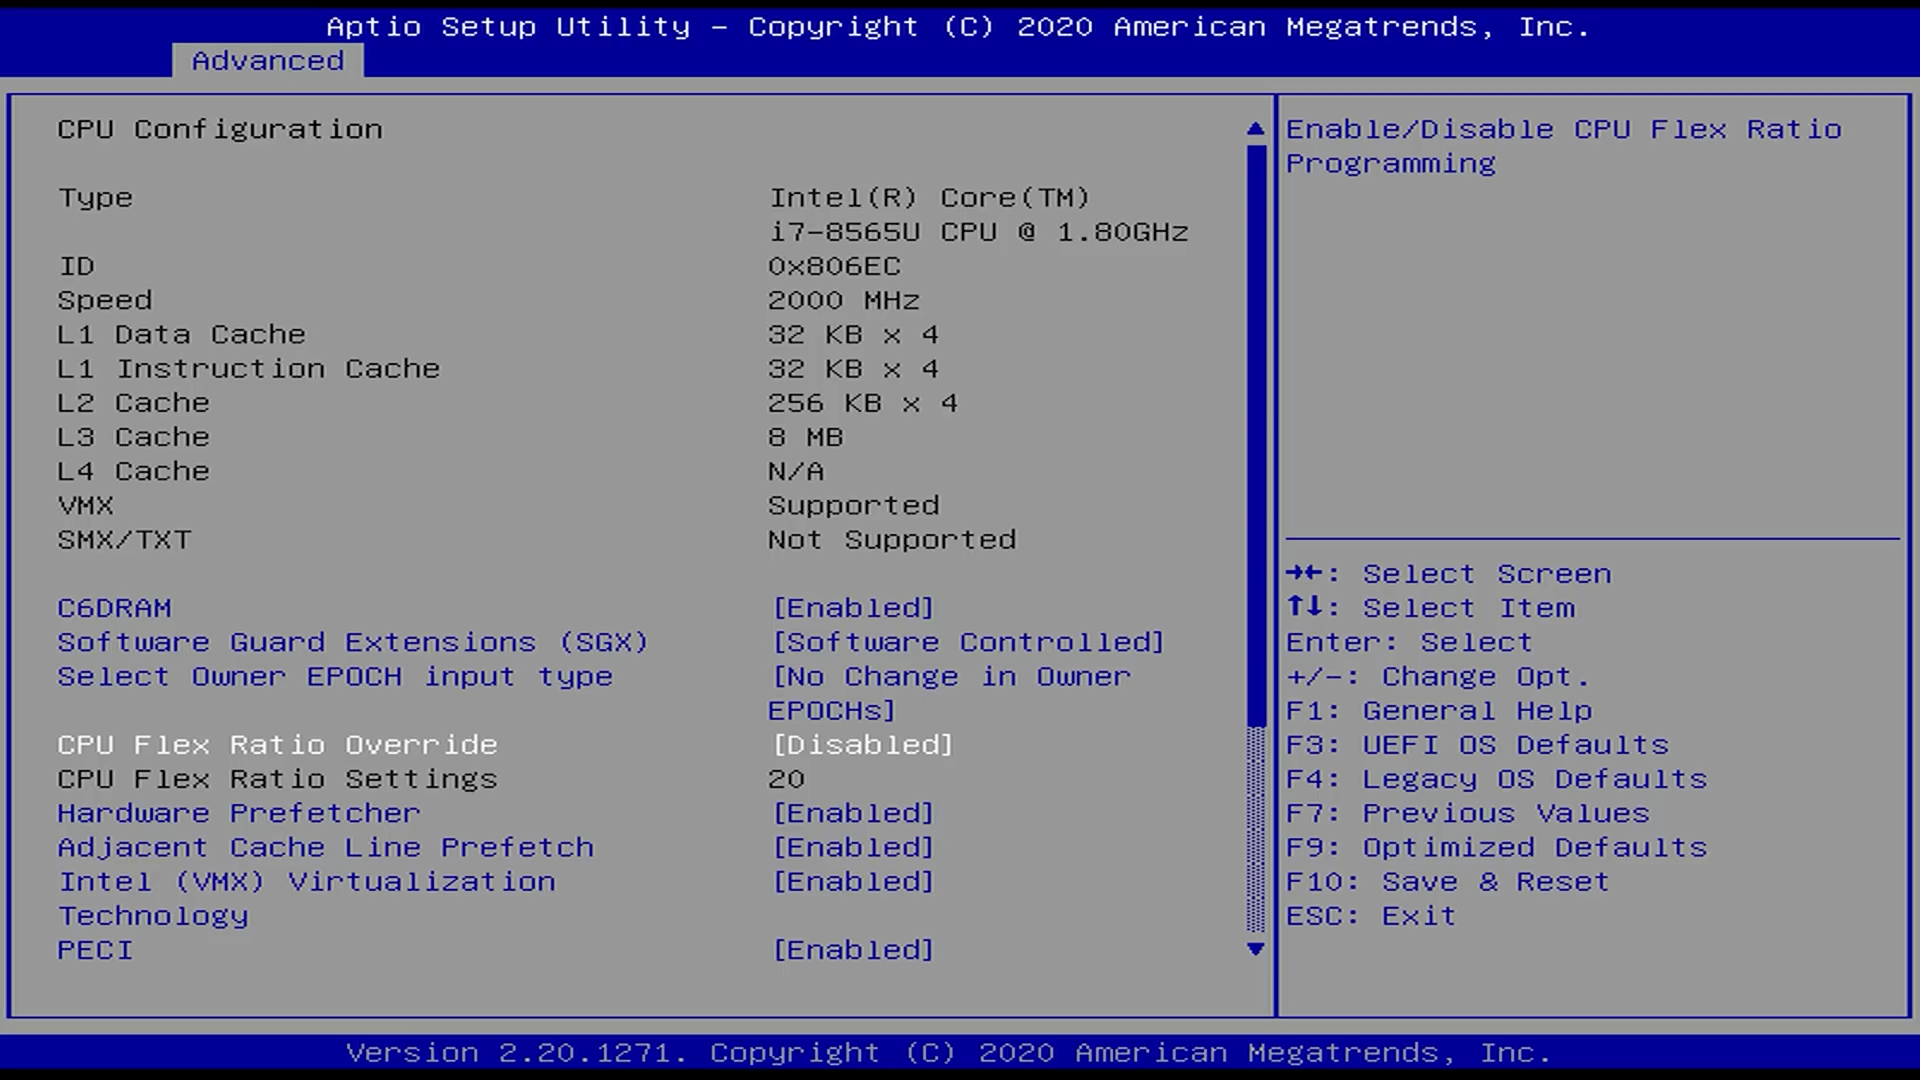 Aptio Setup Utility – Copyright (C) 2020 American Megatrends, Inc.
Advanced
CPU Configuration
Type Intel(R) Core(TM)
i7-8565U CPU @ 1.80GHz
ID 0x806EC
Speed 2000 MHz
L1 Data Cache 32 KB x 4
L1 Instruction Cache 32 KB x 4
L2 Cache 256 KB x 4
L3 Cache 8 MB
L4 Cache N/A
VMX Supported
SMX/TXT Not Supported
C6DRAM [Enabled]
Software Guard Extensions (SGX) [Software Controlled]
Select Owner EPOCH input type [No Change in Owner
EPOCHs]
CPU Flex Ratio Override [Disabled]
CPU Flex Ratio Settings 20
Hardware Prefetcher [Enabled]
Adjacent Cache Line Prefetch [Enabled]
Intel (VMX) Virtualization [Enabled]
Technology
PECI [Enabled]
Enable/Disable CPU Flex Ratio
Programming
→←: Select Screen
↑↓: Select Item
Enter: Select
+/-: Change Opt.
F1: General Help
F3: UEFI OS Defaults
F4: Legacy OS Defaults
F7: Previous Values
F9: Optimized Defaults
F10: Save & Reset
ESC: Exit
Version 2.20.1271. Copyright (C) 2020 American Megatrends, Inc.